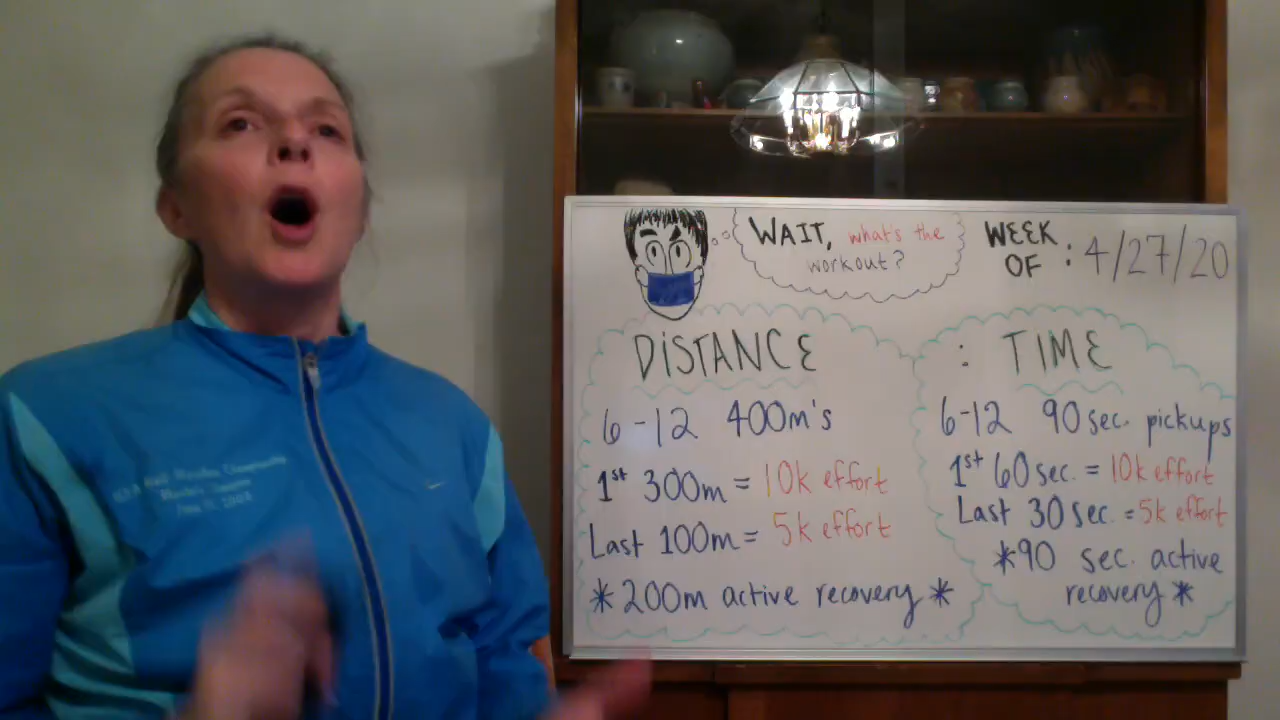 WAIT, what's the
workout?
WEEK
OF : 4/27/20
DISTANCE
6-12 400m's
1st 300m = 10k effort
Last 100m = 5k effort
*200m active recovery*
: TIME
6-12 90 sec. pickups
1st 60 sec. = 10k effort
Last 30 sec. = 5k effort
*90 sec. active
recovery*